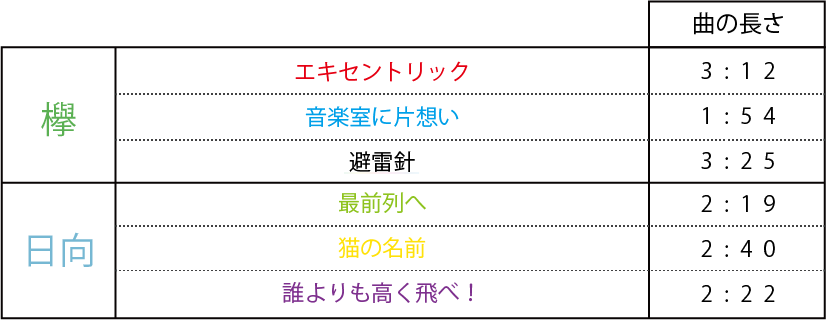 曲の長さ
欅
エキセントリック 3:12
音楽室に片想い 1:54
避雷針 3:25
日向
最前列へ 2:19
猫の名前 2:40
誰よりも高く飛べ！ 2:22